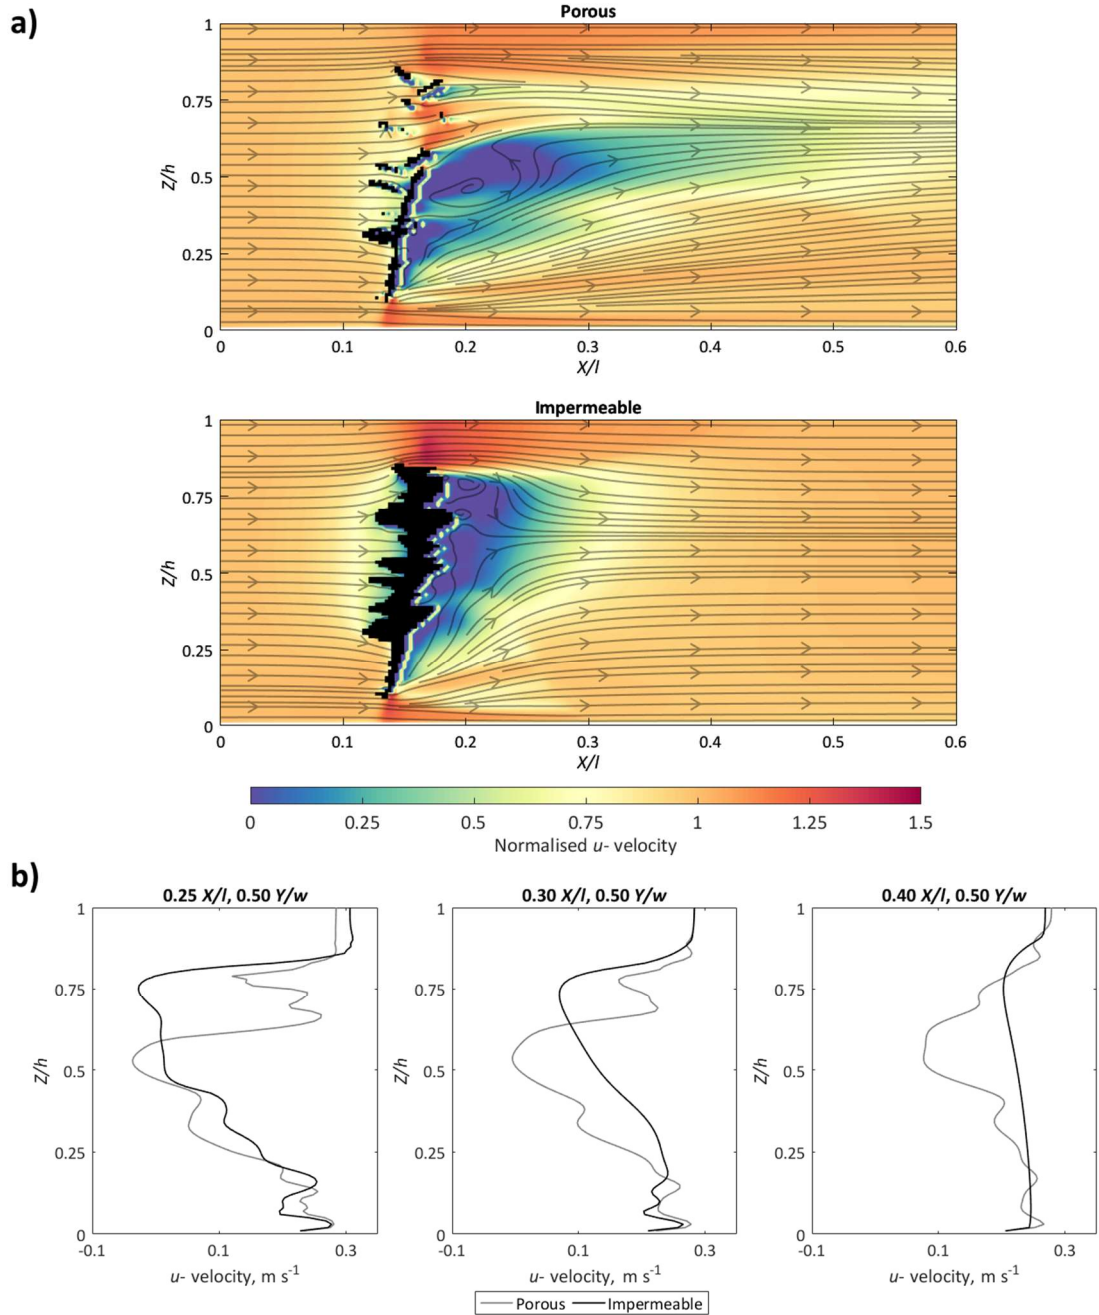 a)
Porous
1
0.75
Z/h
0.5
0.25
0
0 0.1 0.2 0.3 0.4 0.5 0.6
X/l
Impermeable
1
0.75
Z/h
0.5
0.25
0
0 0.1 0.2 0.3 0.4 0.5 0.6
X/l
0 0.25 0.5 0.75 1 1.25 1.5
Normalised u- velocity
b)
0.25 X/l, 0.50 Y/w 0.30 X/l, 0.50 Y/w 0.40 X/l, 0.50 Y/w
1 1 1
0.75 0.75 0.75
Z/h Z/h Z/h
0.5 0.5 0.5
0.25 0.25 0.25
0 0 0
-0.1 0.1 0.3 -0.1 0.1 0.3 -0.1 0.1 0.3
u- velocity, m s⁻¹ u- velocity, m s⁻¹ u- velocity, m s⁻¹
Porous Impermeable